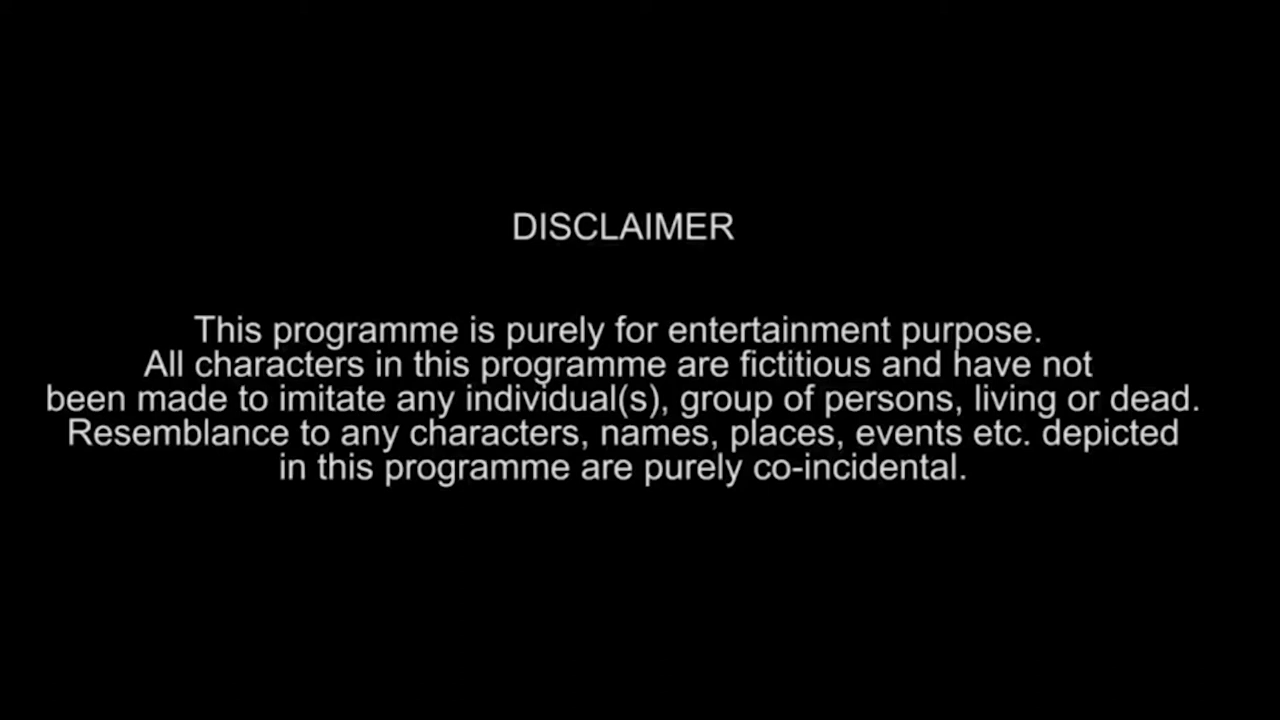 DISCLAIMER
This programme is purely for entertainment purpose.
All characters in this programme are fictitious and have not
been made to imitate any individual(s), group of persons, living or dead.
Resemblance to any characters, names, places, events etc. depicted
in this programme are purely co-incidental.